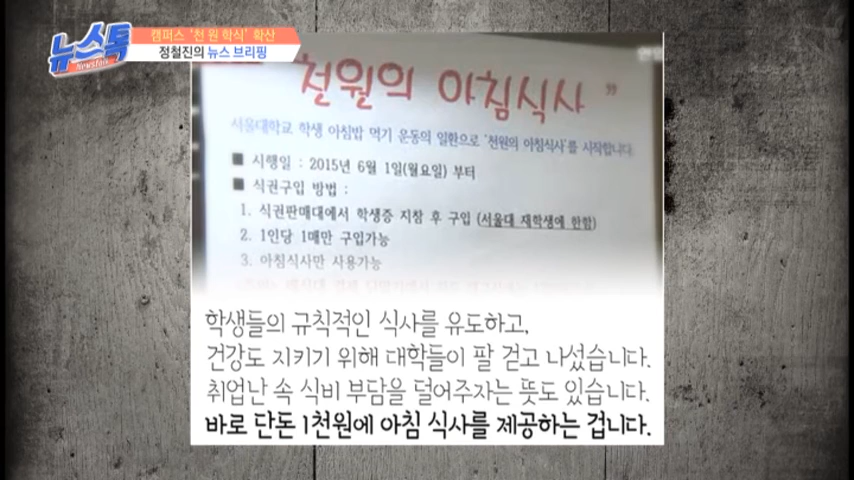 뉴스톡
Newstalk
캠퍼스 '천 원 학식' 확산
정철진의 뉴스 브리핑
천원의 아침식사 "
서울대학교 학생 아침밥 먹기 운동의 일환으로 '천원의 아침식사'를 시작합니다.
■ 시행일 : 2015년 6월 1일(월요일) 부터
■ 식권구입 방법 :
1. 식권판매대에서 학생증 지참 후 구입 (서울대 재학생에 한함)
2. 1인당 1매만 구입가능
3. 아침식사만 사용가능
학생들의 규칙적인 식사를 유도하고,
건강도 지키기 위해 대학들이 팔 걷고 나섰습니다.
취업난 속 식비 부담을 덜어주자는 뜻도 있습니다.
바로 단돈 1천원에 아침 식사를 제공하는 겁니다.